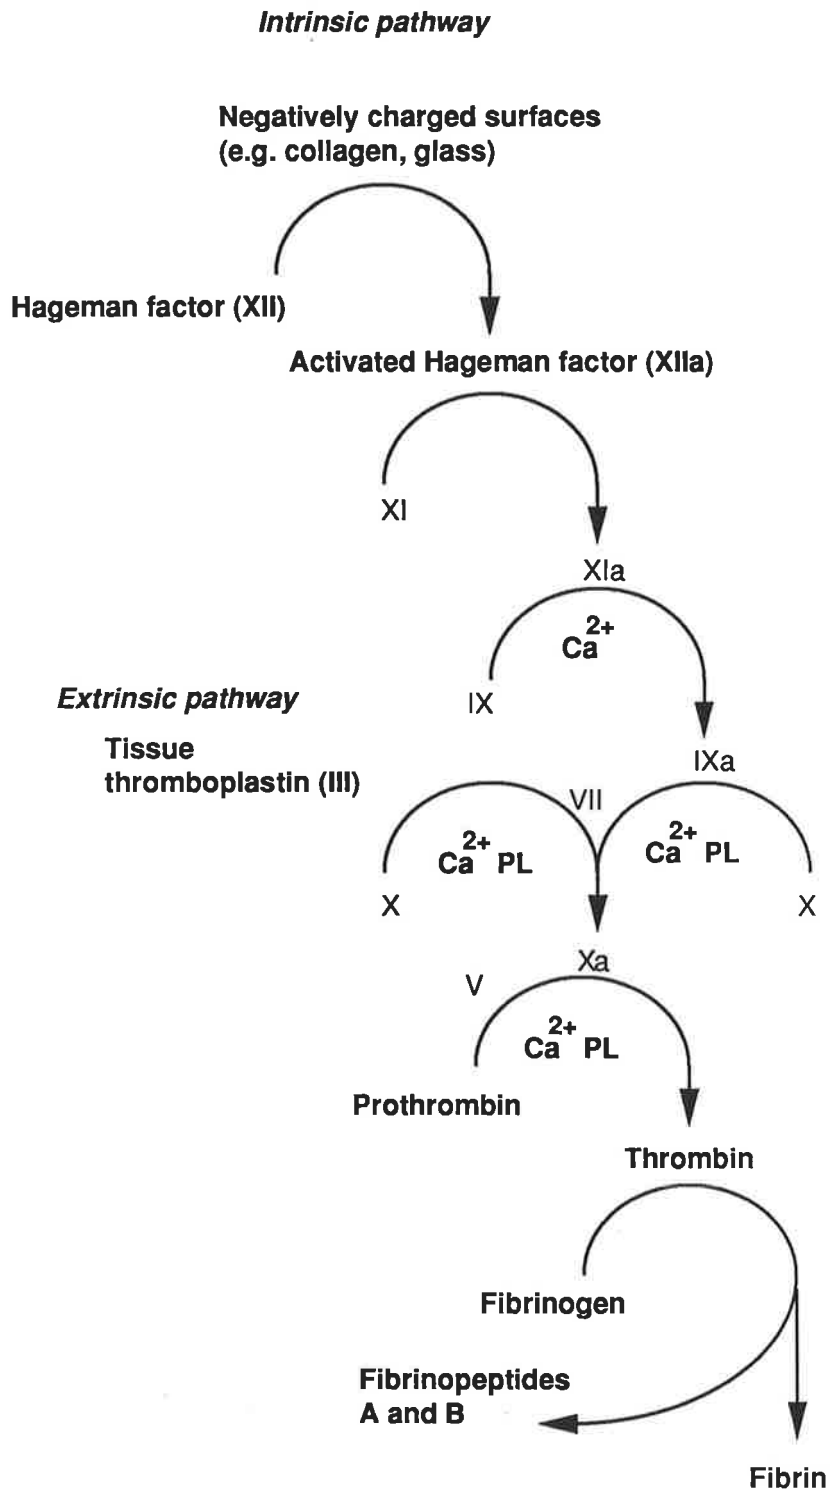 Intrinsic pathway
Negatively charged surfaces
(e.g. collagen, glass)
Hageman factor (XII)
Activated Hageman factor (XIIa)
XI
XIa
Ca2+
IX
Extrinsic pathway
Tissue
thromboplastin (III)
IXa
VII
Ca2+ PL
Ca2+ PL
X
X
Xa
V
Ca2+ PL
Prothrombin
Thrombin
Fibrinogen
Fibrinopeptides
A and B
Fibrin